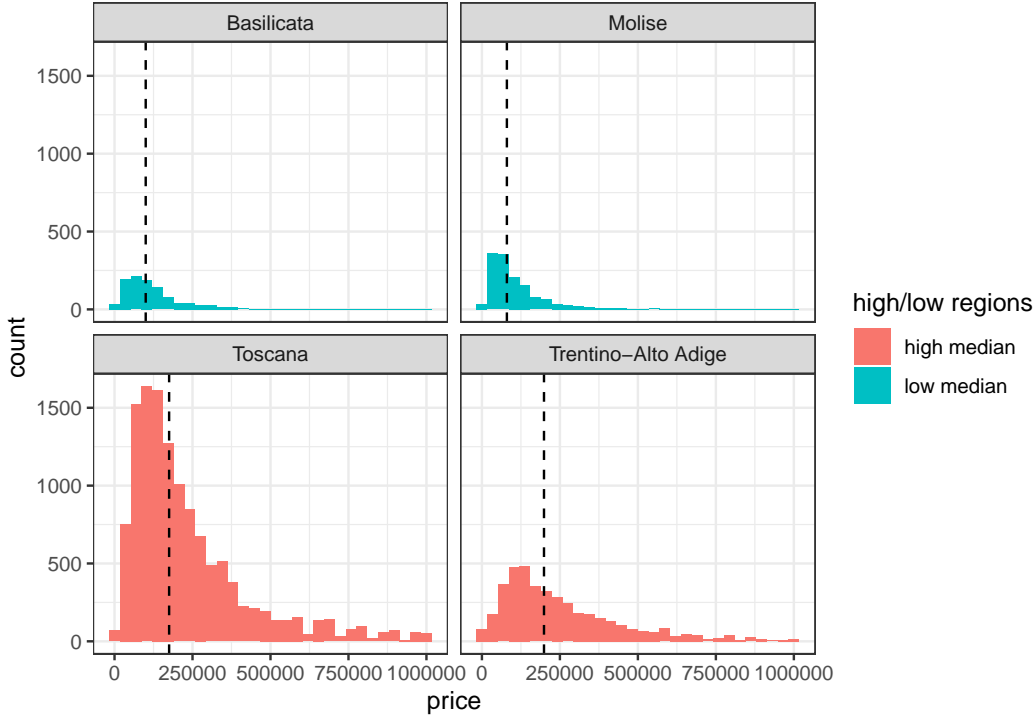 Basilicata
Molise
1500
1000
500
0
Toscana
Trentino−Alto Adige
1500
1000
500
0
0 250000 500000 750000 1000000
0 250000 500000 750000 1000000
price
count
high/low regions
high median
low median